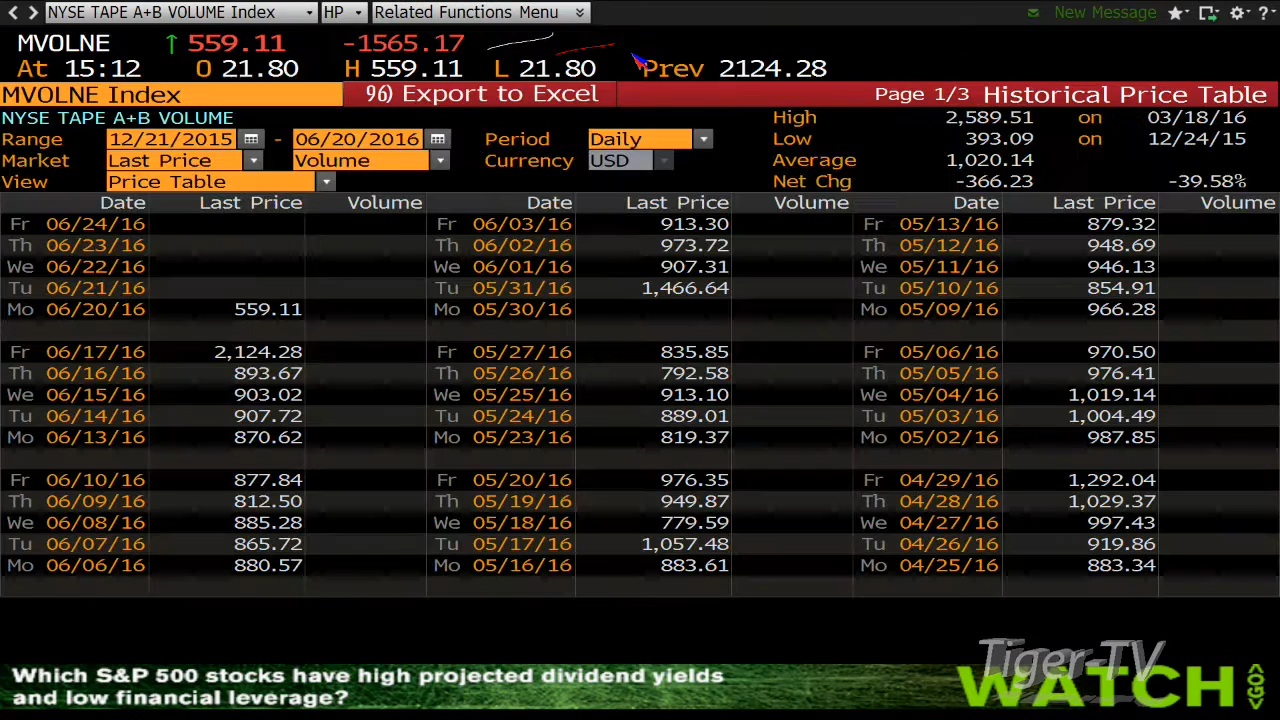 NYSE TAPE A+B VOLUME Index HP Related Functions Menu New Message ?
MVOLNE ↑ 559.11 -1565.17
At 15:12 O 21.80 H 559.11 L 21.80 Prev 2124.28
MVOLNE Index 96) Export to Excel Page 1/3 Historical Price Table
NYSE TAPE A+B VOLUME High 2,589.51 on 03/18/16
Range 12/21/2015 - 06/20/2016 Period Daily Low 393.09 on 12/24/15
Market Last Price Volume Currency USD Average 1,020.14
View Price Table Net Chg -366.23 -39.58%
Date Last Price Volume Date Last Price Volume Date Last Price Volume
Fr 06/24/16 Fr 06/03/16 913.30 Fr 05/13/16 879.32
Th 06/23/16 Th 06/02/16 973.72 Th 05/12/16 948.69
We 06/22/16 We 06/01/16 907.31 We 05/11/16 946.13
Tu 06/21/16 Tu 05/31/16 1,466.64 Tu 05/10/16 854.91
Mo 06/20/16 559.11 Mo 05/30/16 Mo 05/09/16 966.28
Fr 06/17/16 2,124.28 Fr 05/27/16 835.85 Fr 05/06/16 970.50
Th 06/16/16 893.67 Th 05/26/16 792.58 Th 05/05/16 976.41
We 06/15/16 903.02 We 05/25/16 913.10 We 05/04/16 1,019.14
Tu 06/14/16 907.72 Tu 05/24/16 889.01 Tu 05/03/16 1,004.49
Mo 06/13/16 870.62 Mo 05/23/16 819.37 Mo 05/02/16 987.85
Fr 06/10/16 877.84 Fr 05/20/16 976.35 Fr 04/29/16 1,292.04
Th 06/09/16 812.50 Th 05/19/16 949.87 Th 04/28/16 1,029.37
We 06/08/16 885.28 We 05/18/16 779.59 We 04/27/16 997.43
Tu 06/07/16 865.72 Tu 05/17/16 1,057.48 Tu 04/26/16 919.86
Mo 06/06/16 880.57 Mo 05/16/16 883.61 Mo 04/25/16 883.34
Tiger-TV
Which S&P 500 stocks have high projected dividend yields
and low financial leverage?
WATCH
GO